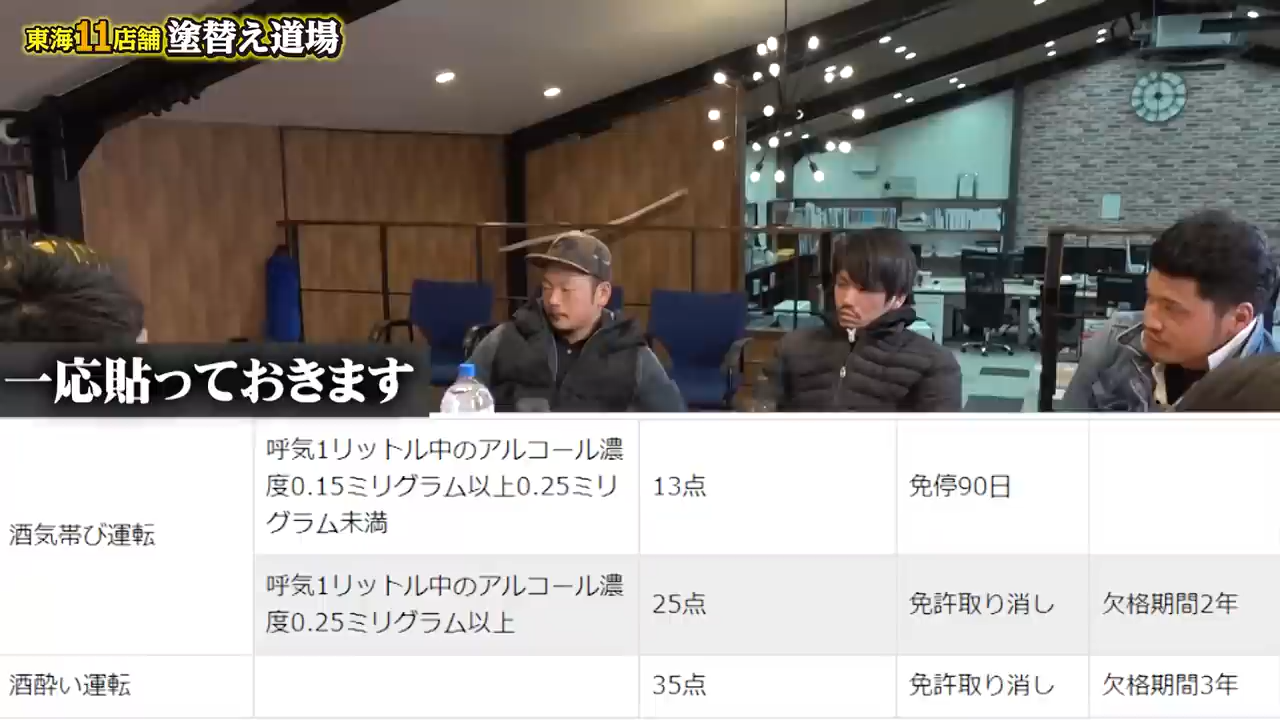 東海11店舗 塗替え道場
一応貼っておきます
酒気帯び運転
呼気1リットル中のアルコール濃
度0.15ミリグラム以上0.25ミリ
グラム未満
13点
免停90日
呼気1リットル中のアルコール濃
度0.25ミリグラム以上
25点
免許取り消し
欠格期間2年
酒酔い運転
35点
免許取り消し
欠格期間3年